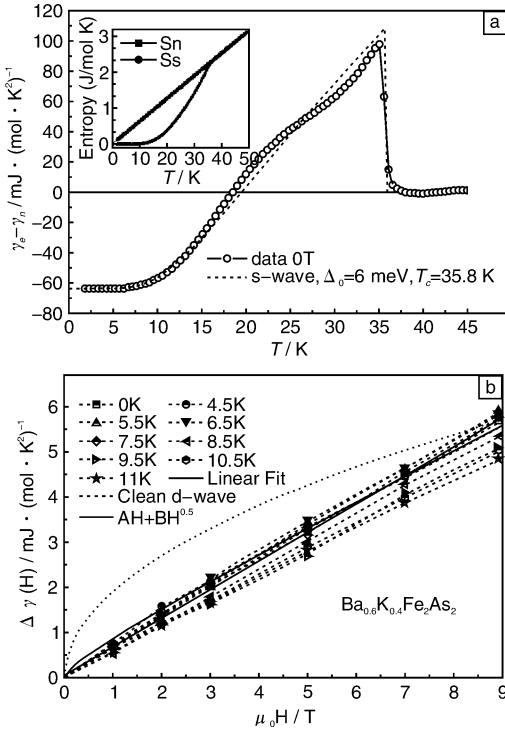 a
γe−γn/mJ·(mol·K²)⁻¹
120
100
80
60
40
20
0
−20
−40
−60
−80
Entropy (J/mol K)
3
2
1
0
Sn
Ss
0 10 20 30 40 50
T / K
data 0T
s−wave, Δ0=6 meV, Tc=35.8 K
0 5 10 15 20 25 30 35 40 45
T / K
b
Δ γ (H) / mJ·(mol·K²)⁻¹
6
5
4
3
2
1
0
0K 4.5K
5.5K 6.5K
7.5K 8.5K
9.5K 10.5K
11K Linear Fit
Clean d−wave
AH+BH^0.5
Ba0.6K0.4Fe2As2
0 1 2 3 4 5 6 7 8 9
μ0H / T